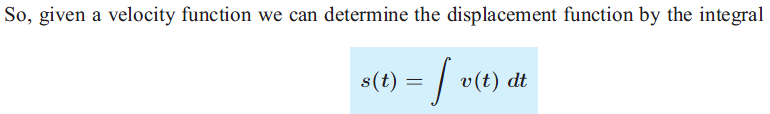 So, given a velocity function we can determine the displacement function by the integral
s(t) = ∫ v(t) dt